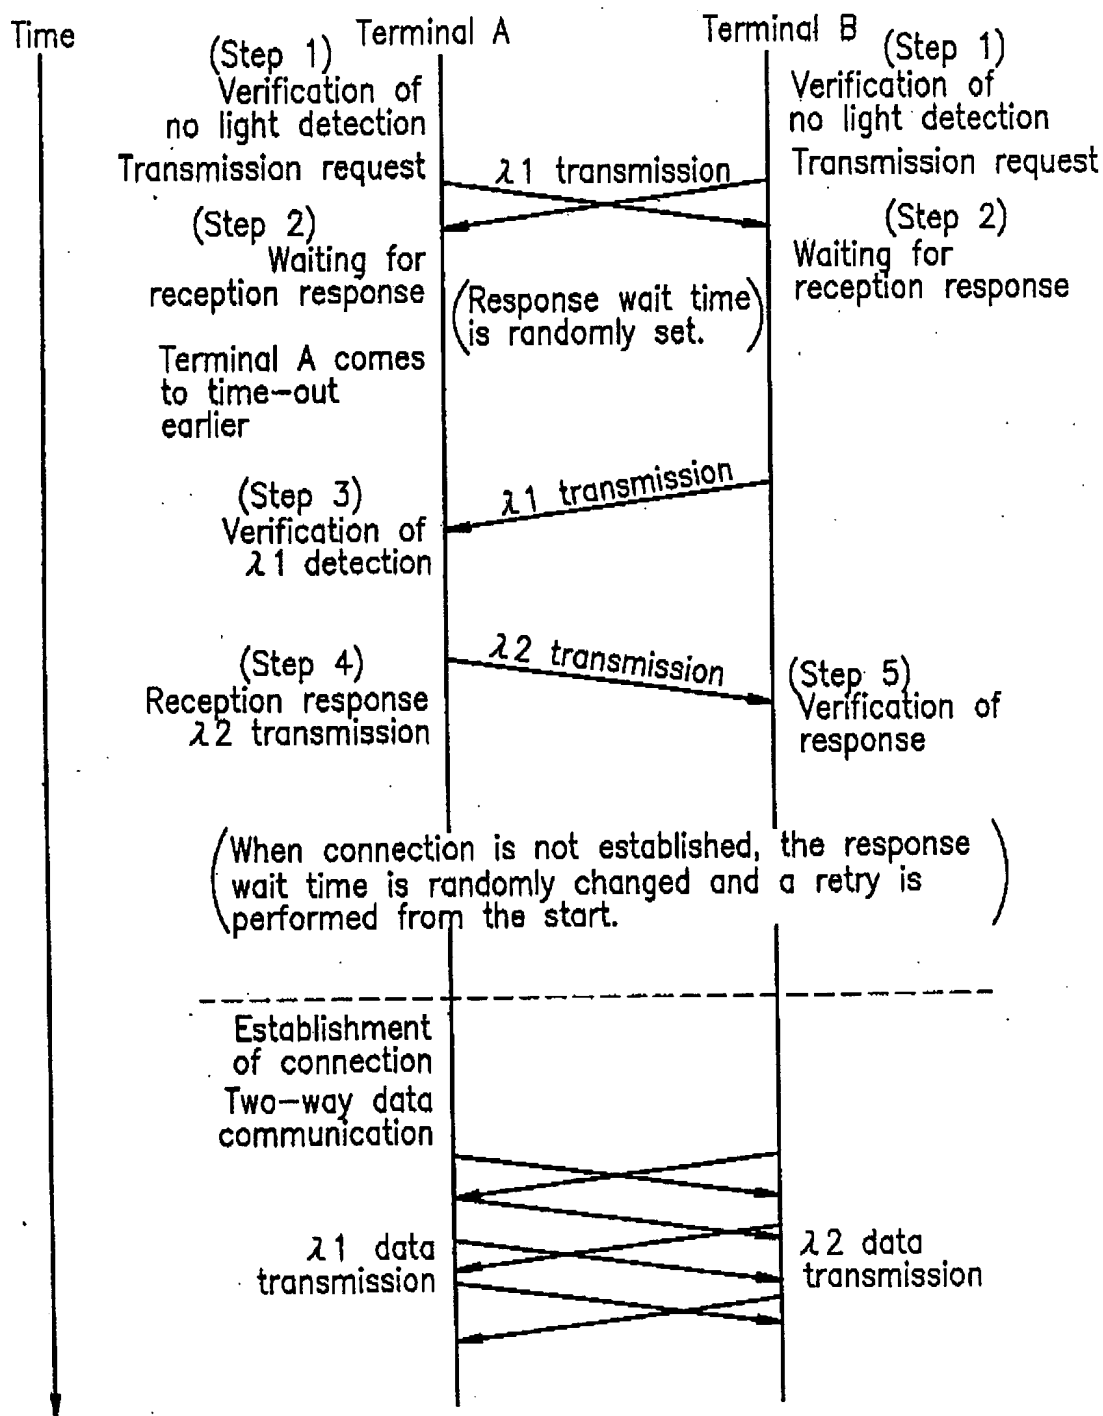 Time
Terminal A
Terminal B
(Step 1)
Verification of
no light detection
Transmission request
(Step 1)
Verification of
no light detection
Transmission request
λ1 transmission
(Step 2)
Waiting for
reception response
(Step 2)
Waiting for
reception response
(Response wait time
is randomly set.)
Terminal A comes
to time-out
earlier
λ1 transmission
(Step 3)
Verification of
λ1 detection
λ2 transmission
(Step 4)
Reception response
λ2 transmission
(Step 5)
Verification of
response
(When connection is not established, the response
wait time is randomly changed and a retry is
performed from the start.)
Establishment
of connection
Two-way data
communication
λ1 data
transmission
λ2 data
transmission